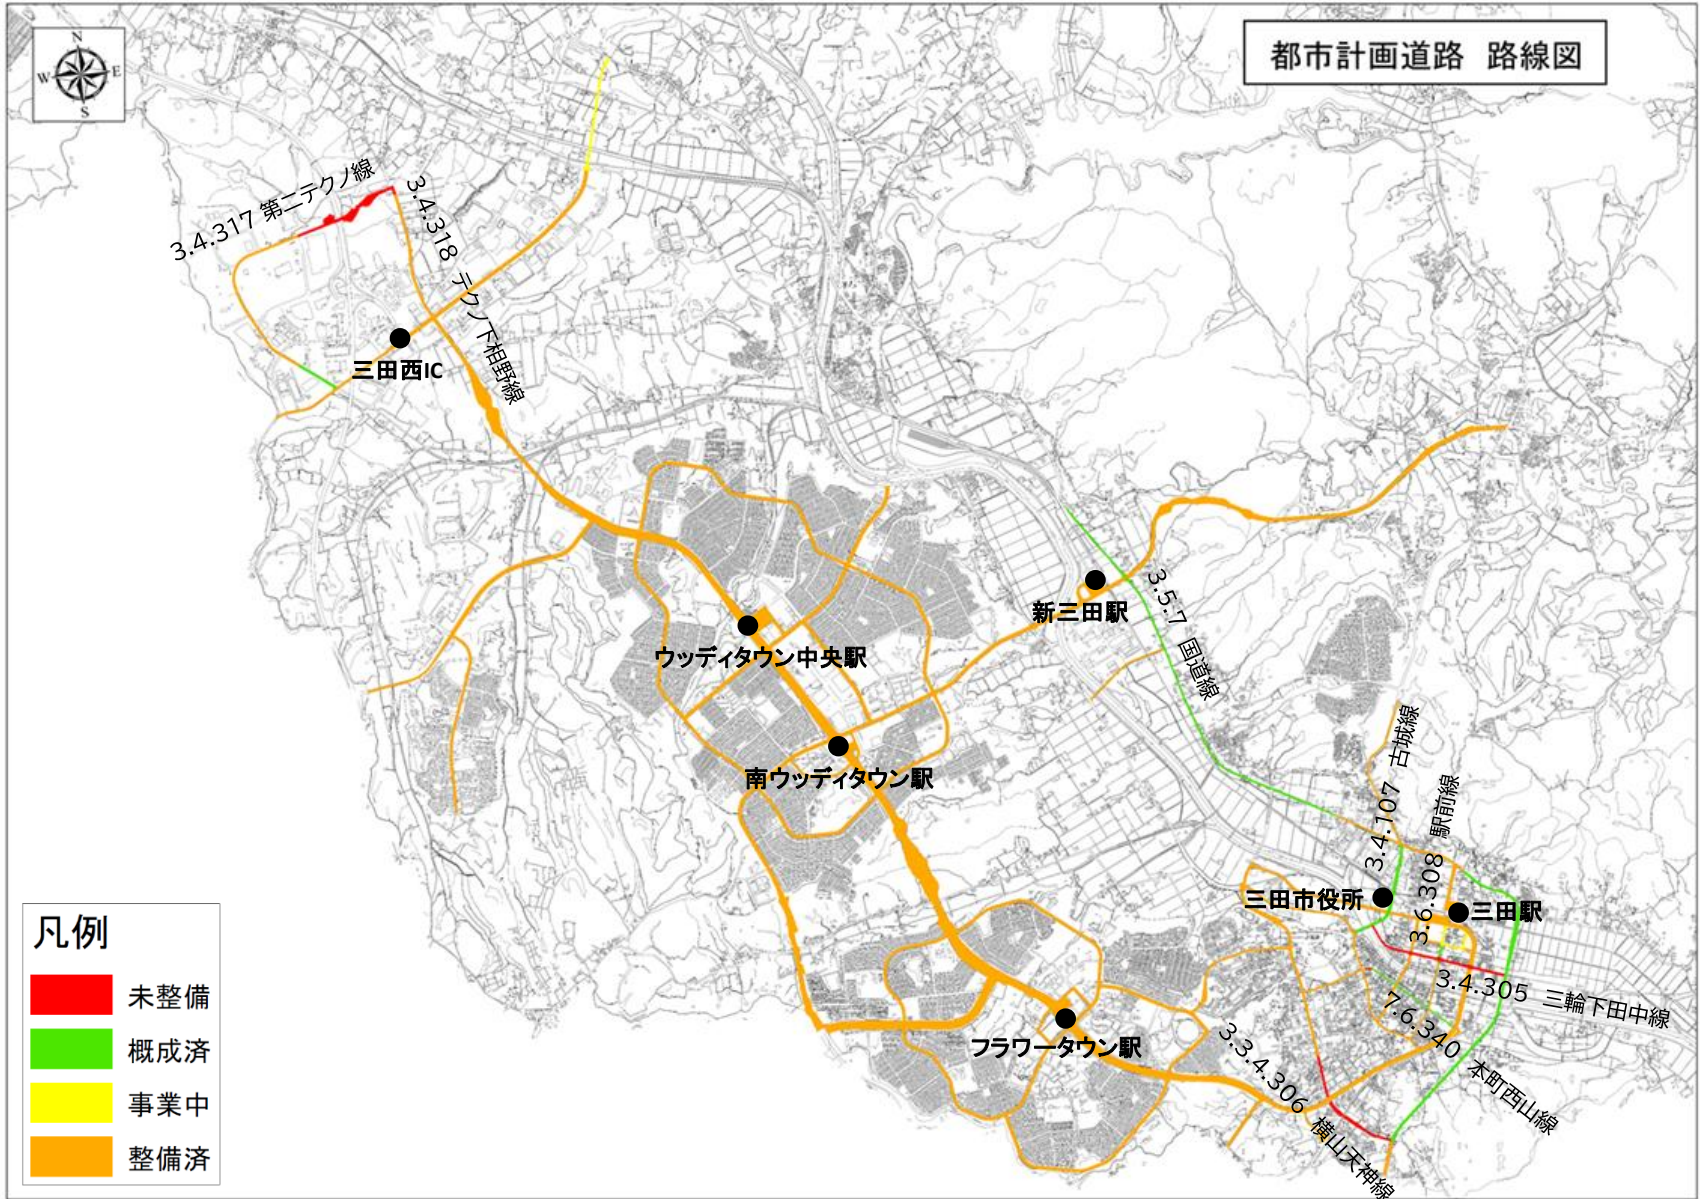 都市計画道路 路線図
N
W
E
S
3.4.317 第二テクノ線
3.4.318 テクノ下相野線
三田西IC
新三田駅
3.5.7 国道線
ウッディタウン中央駅
南ウッディタウン駅
3.4.107 古城線
3.6.308 駅前線
三田市役所
三田駅
3.4.305 三輪下田中線
7.6.340 本町西山線
フラワータウン駅
3.3.4.306 横山天神線
凡例
未整備
概成済
事業中
整備済